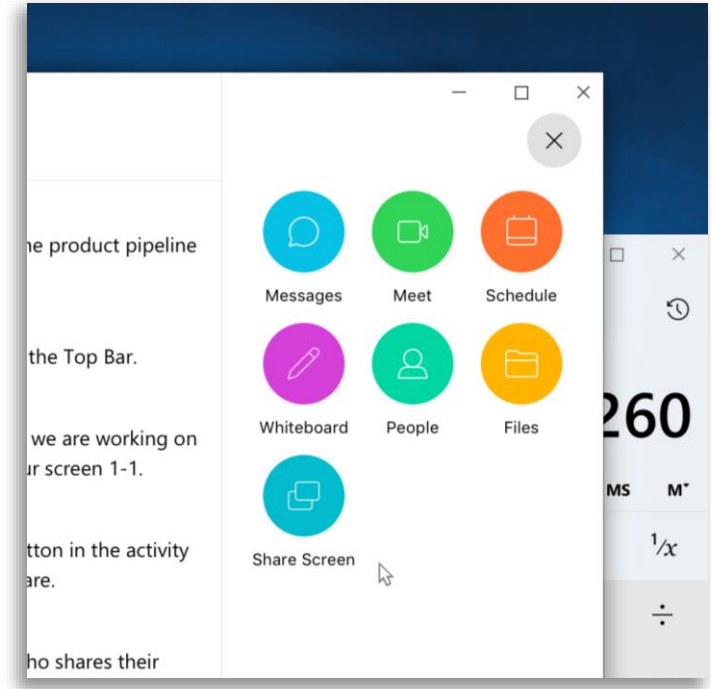 he product pipeline
the Top Bar.
we are working on
ur screen 1-1.
tton in the activity
are.
ho shares their
Messages Meet Schedule
Whiteboard People Files
Share Screen
260
MS M
1/x
÷